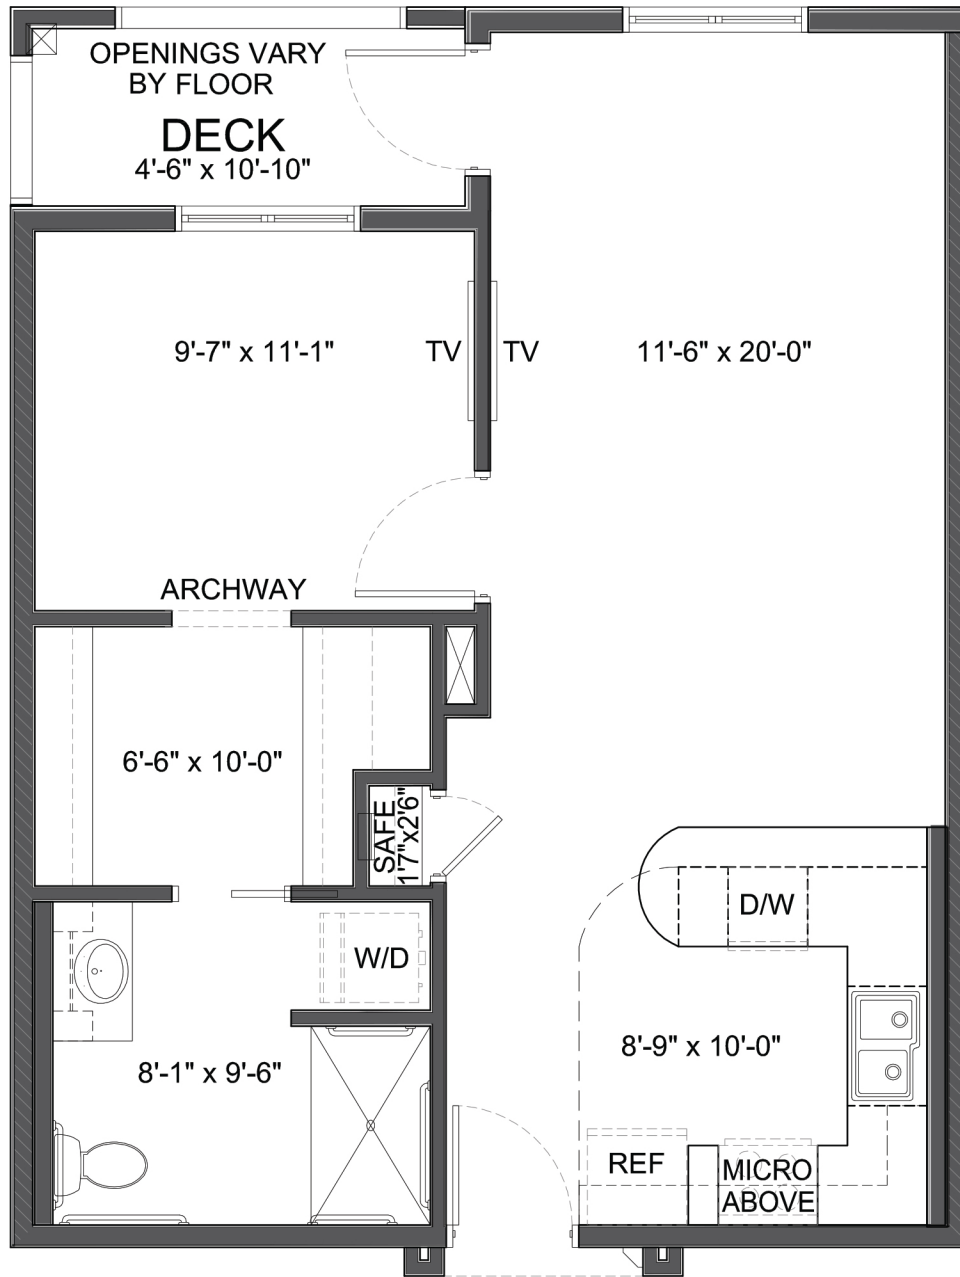 OPENINGS VARY
BY FLOOR
DECK
4'-6" x 10'-10"
9'-7" x 11'-1"
TV
TV
11'-6" x 20'-0"
ARCHWAY
6'-6" x 10'-0"
SAFE
1'7"x2'6"
D/W
W/D
8'-9" x 10'-0"
8'-1" x 9'-6"
REF
MICRO
ABOVE